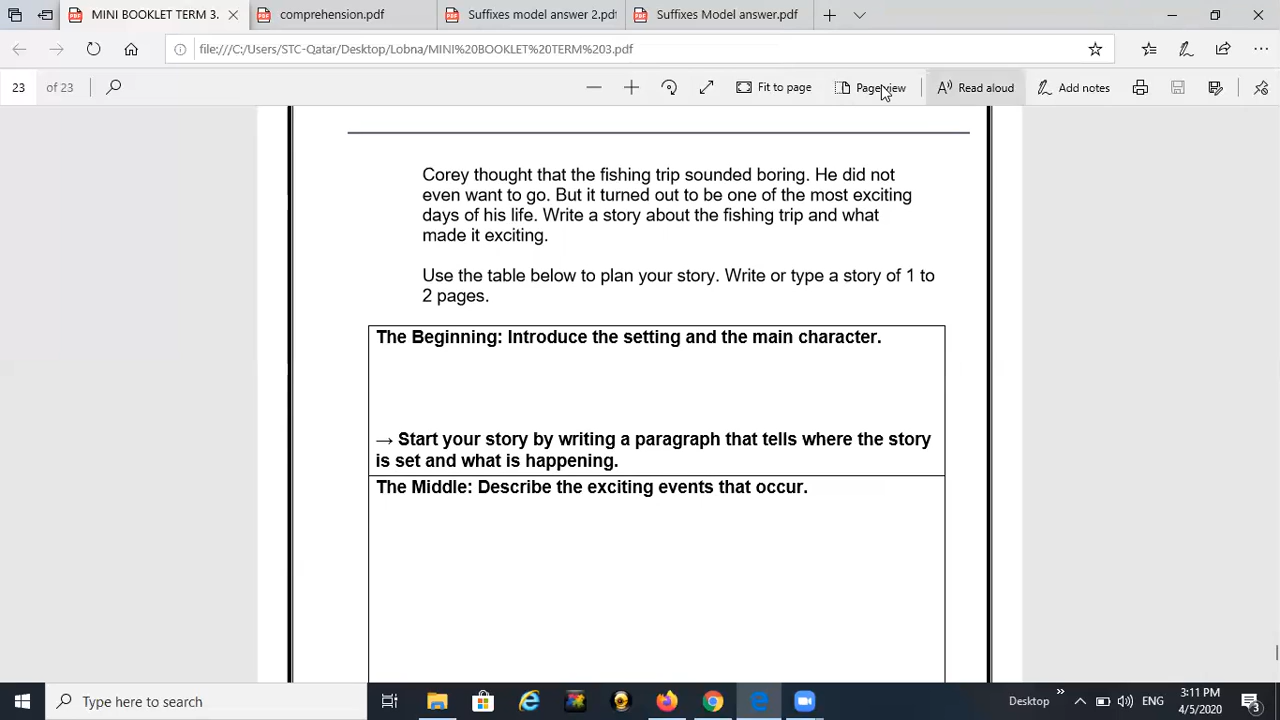 MINI BOOKLET TERM 3.
comprehension.pdf
Suffixes model answer 2.pdf
Suffixes Model answer.pdf
file:///C:/Users/STC-Qatar/Desktop/Lobna/MINI%20BOOKLET%20TERM%203.pdf
23 of 23
Fit to page
Page view
Read aloud
Add notes
Corey thought that the fishing trip sounded boring. He did not
even want to go. But it turned out to be one of the most exciting
days of his life. Write a story about the fishing trip and what
made it exciting.
Use the table below to plan your story. Write or type a story of 1 to
2 pages.
The Beginning: Introduce the setting and the main character.
→ Start your story by writing a paragraph that tells where the story
is set and what is happening.
The Middle: Describe the exciting events that occur.
Type here to search
Desktop
ENG
3:11 PM
4/5/2020
3